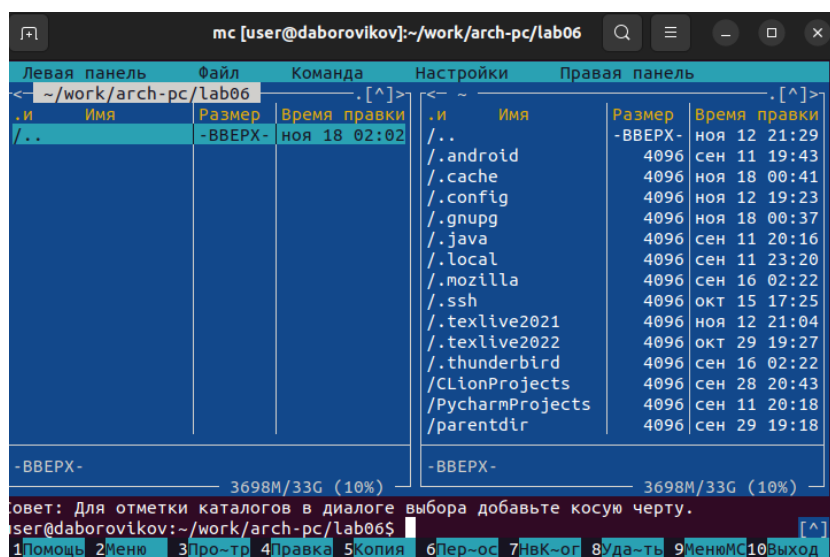 mc [user@daborovikov]:~/work/arch-pc/lab06
Левая панель Файл Команда Настройки Правая панель
<─ ~/work/arch-pc/lab06 .[^]>
.и Имя Размер Время правки
/.. -ВВЕРХ- ноя 18 02:02
-ВВЕРХ-
3698M/33G (10%)
<─ ~ .[^]>
.и Имя Размер Время правки
/.. -ВВЕРХ- ноя 12 21:29
/.android 4096 сен 11 19:43
/.cache 4096 ноя 18 00:41
/.config 4096 ноя 12 19:23
/.gnupg 4096 ноя 18 00:37
/.java 4096 сен 11 20:16
/.local 4096 сен 11 23:20
/.mozilla 4096 сен 16 02:22
/.ssh 4096 окт 15 17:25
/.texlive2021 4096 ноя 12 21:04
/.texlive2022 4096 окт 29 19:27
/.thunderbird 4096 сен 16 02:22
/CLionProjects 4096 сен 28 20:43
/PycharmProjects 4096 сен 11 20:18
/parentdir 4096 сен 29 19:18
-ВВЕРХ-
3698M/33G (10%)
Совет: Для отметки каталогов в диалоге выбора добавьте косую черту.
user@daborovikov:~/work/arch-pc/lab06$ [^]
1Помощь 2Меню 3Про~тр 4Правка 5Копия 6Пер~ос 7НвК~ог 8Уда~ть 9МенюMC 10Выход